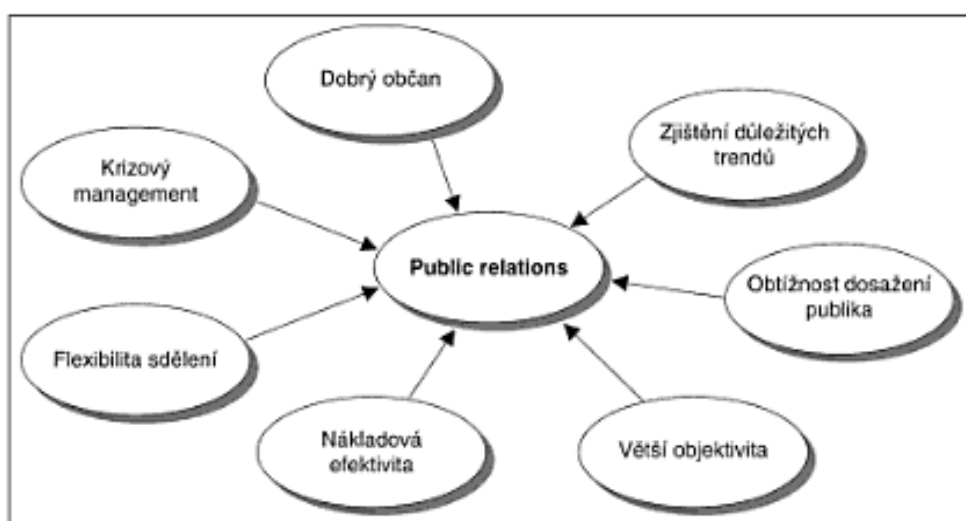 Dobrý občan
Zjištění důležitých
trendů
Krizový
management
Public relations
Obtížnost dosažení
publika
Flexibilita sdělení
Nákladová
efektivita
Větší objektivita